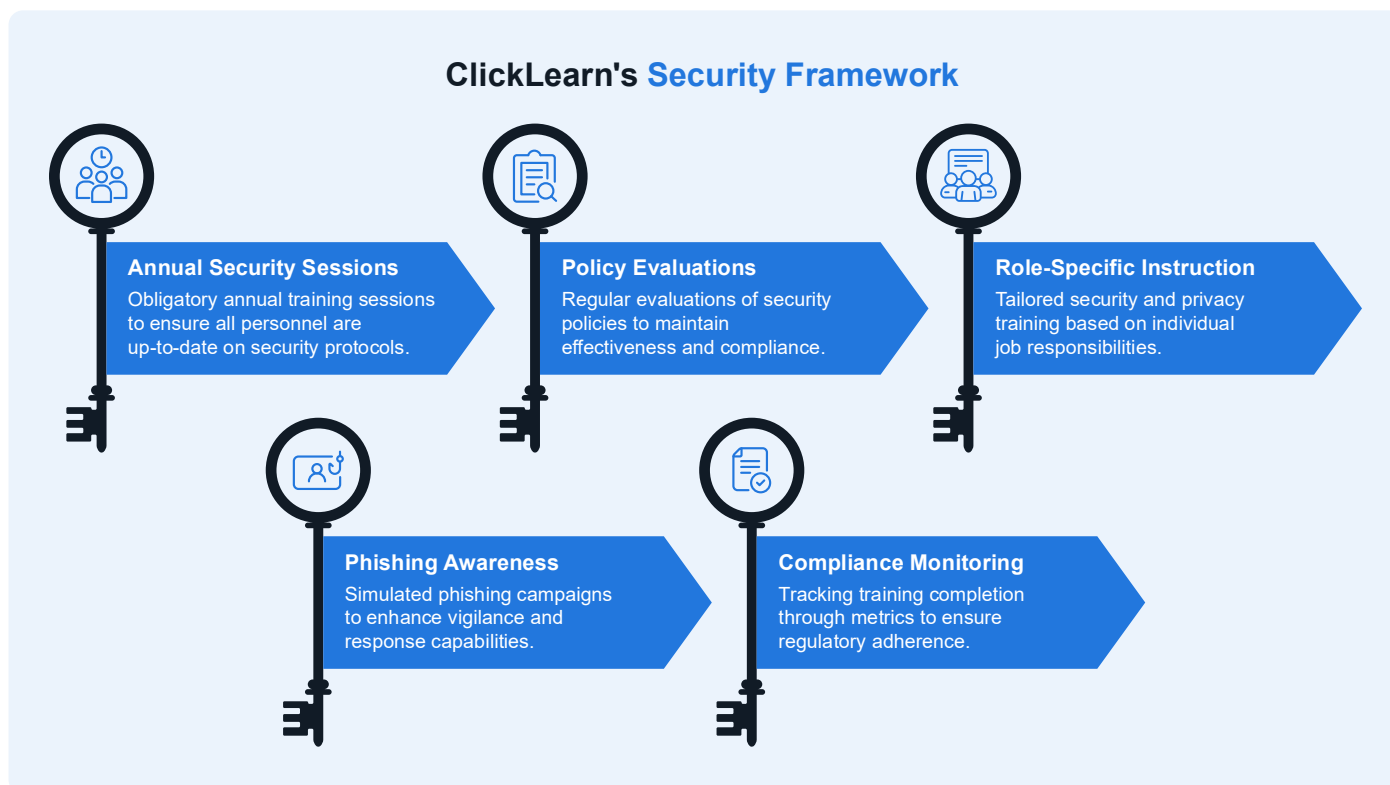 ClickLearn's Security Framework
Annual Security Sessions
Obligatory annual training sessions
to ensure all personnel are
up-to-date on security protocols.
Policy Evaluations
Regular evaluations of security
policies to maintain
effectiveness and compliance.
Role-Specific Instruction
Tailored security and privacy
training based on individual
job responsibilities.
Phishing Awareness
Simulated phishing campaigns
to enhance vigilance and
response capabilities.
Compliance Monitoring
Tracking training completion
through metrics to ensure
regulatory adherence.